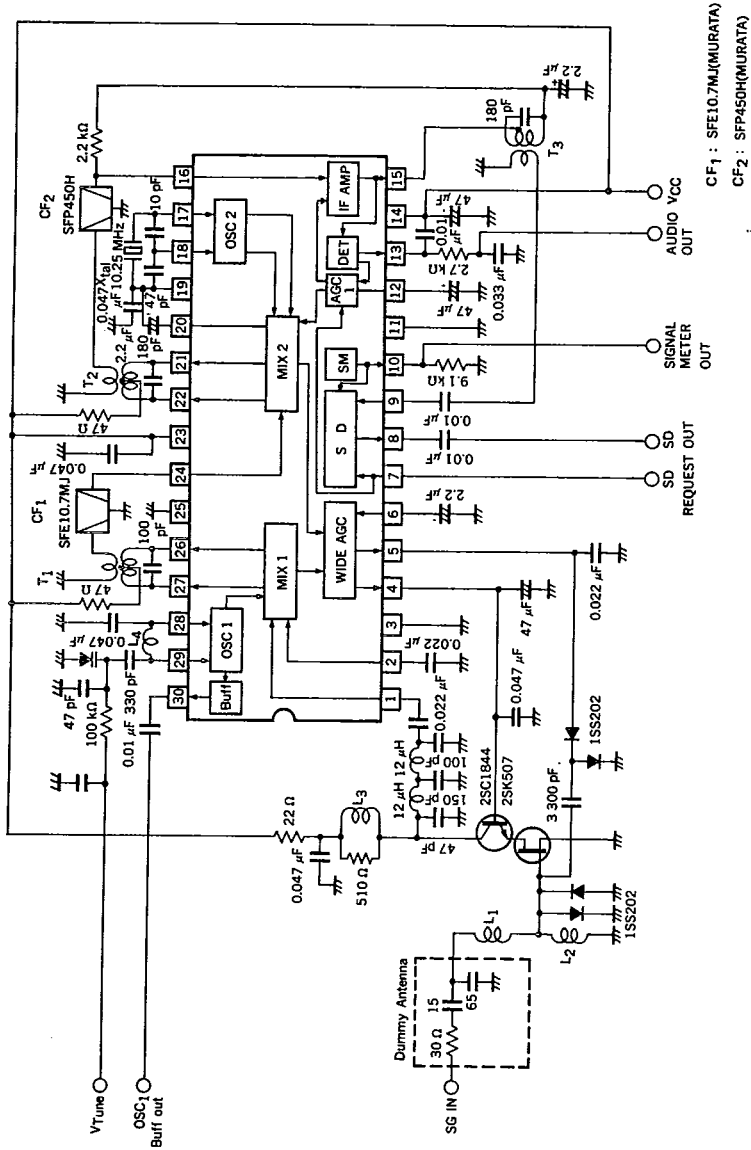 CF1 : SFE10.7MJ(MURATA)
CF2 : SFP450H(MURATA)
VTune
OSC1
Buff out
SG IN
Dummy Antenna
30 Ω
15
65
L1
L2
1SS202
3 300 pF.
1SS202
2SC1844
2SK507
47 pF
150 pF
100 pF
12 μH
12 μH
0.022 μF
22 Ω
0.047 μF
510 Ω
L3
0.047 μF
47 μF
0.022 μF
0.022 μF
2.2 μF
0.01 μF
0.01 μF
9.1 kΩ
47 μF
0.033 μF
2.7 kΩ
0.01
μF
47 μF
180
pF
T3
2.2 μF
2.2 kΩ
CF2
SFP450H
10 pF
Xtal
10.25 MHz
0.047
μF
47
pF
2.2 μF
180
pF
T2
47 Ω
0.047 μF
CF1
SFE10.7MJ
100
pF
T1
47 Ω
0.047 μF
L4
330 pF
0.01 μF
100 kΩ
47 pF
30
29
28
27
26
25
24
23
22
21
20
19
18
17
16
Buff
OSC 1
MIX 1
WIDE AGC
MIX 2
OSC 2
S D
SM
AGC
1
DET
IF AMP
1
2
3
4
5
6
7
8
9
10
11
12
13
14
15
SD
REQUEST OUT
SD
SIGNAL
METER
OUT
AUDIO
OUT
VCC